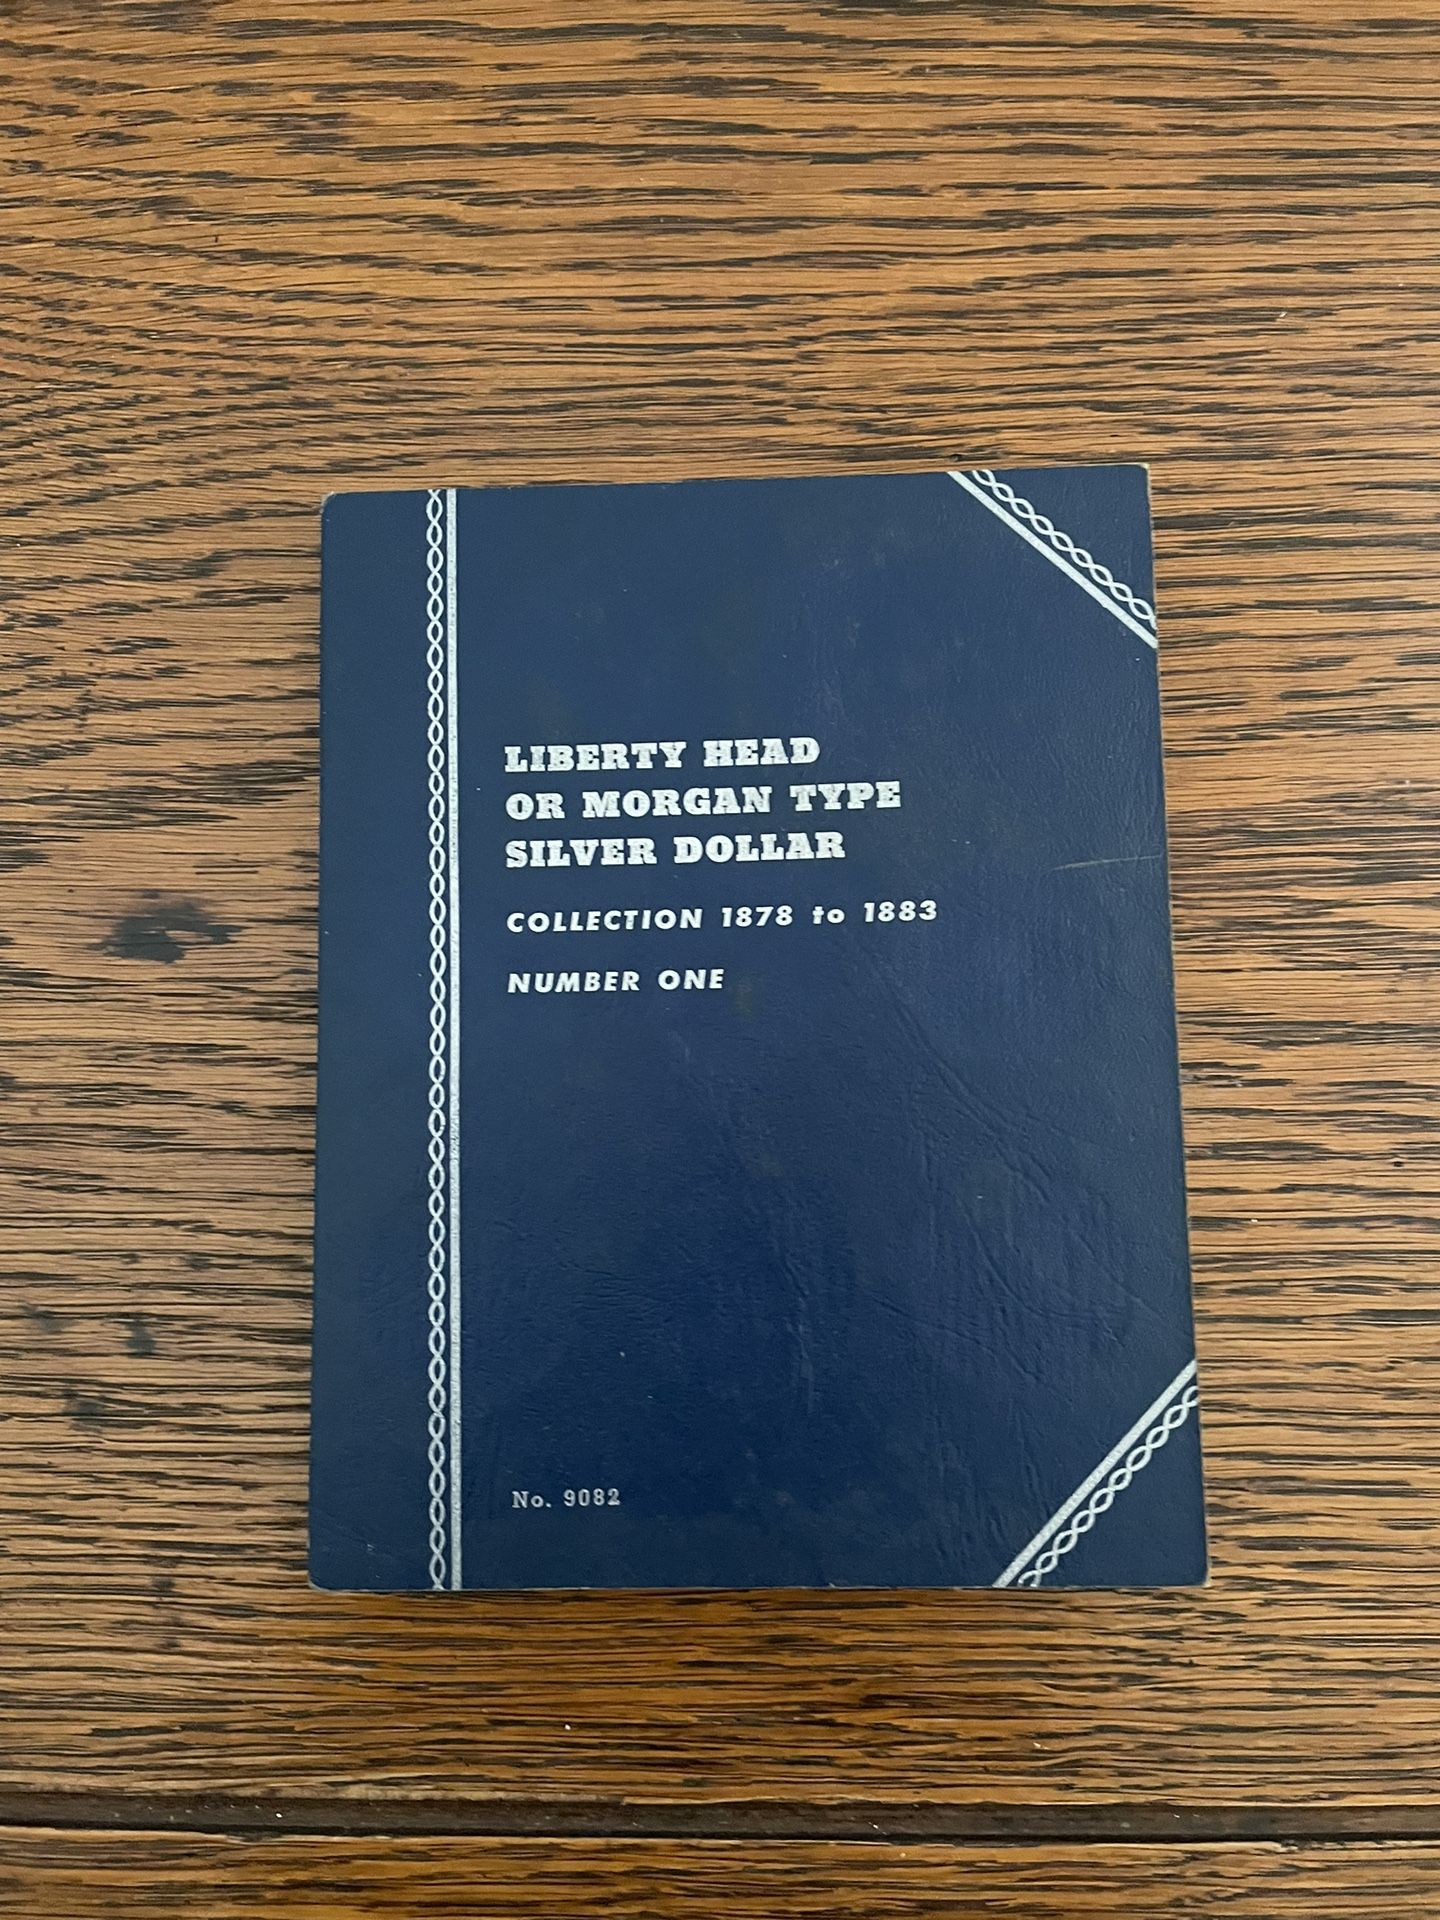 LIBERTY HEAD
OR MORGAN TYPE
SILVER DOLLAR
COLLECTION 1878 to 1883
NUMBER ONE
No. 9082